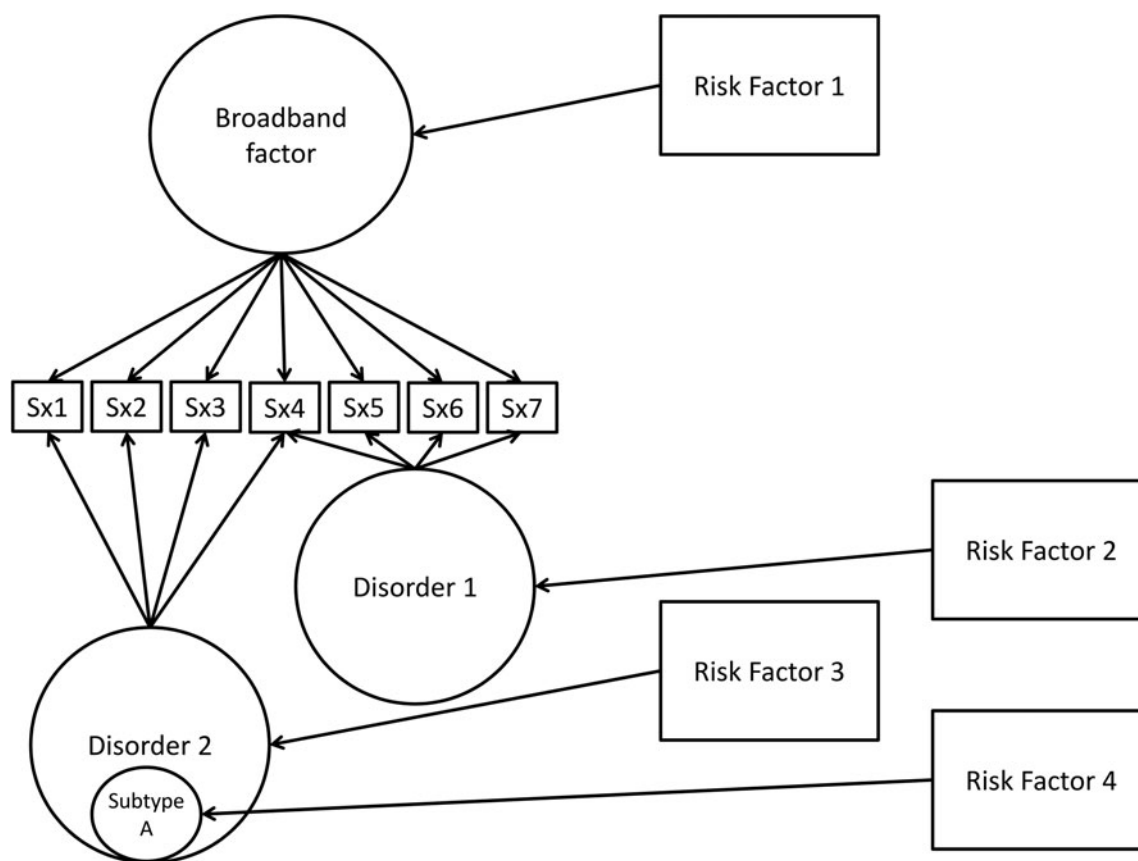 Broadband
factor
Risk Factor 1
Sx1 Sx2 Sx3 Sx4 Sx5 Sx6 Sx7
Disorder 1
Risk Factor 2
Risk Factor 3
Disorder 2
Subtype
A
Risk Factor 4